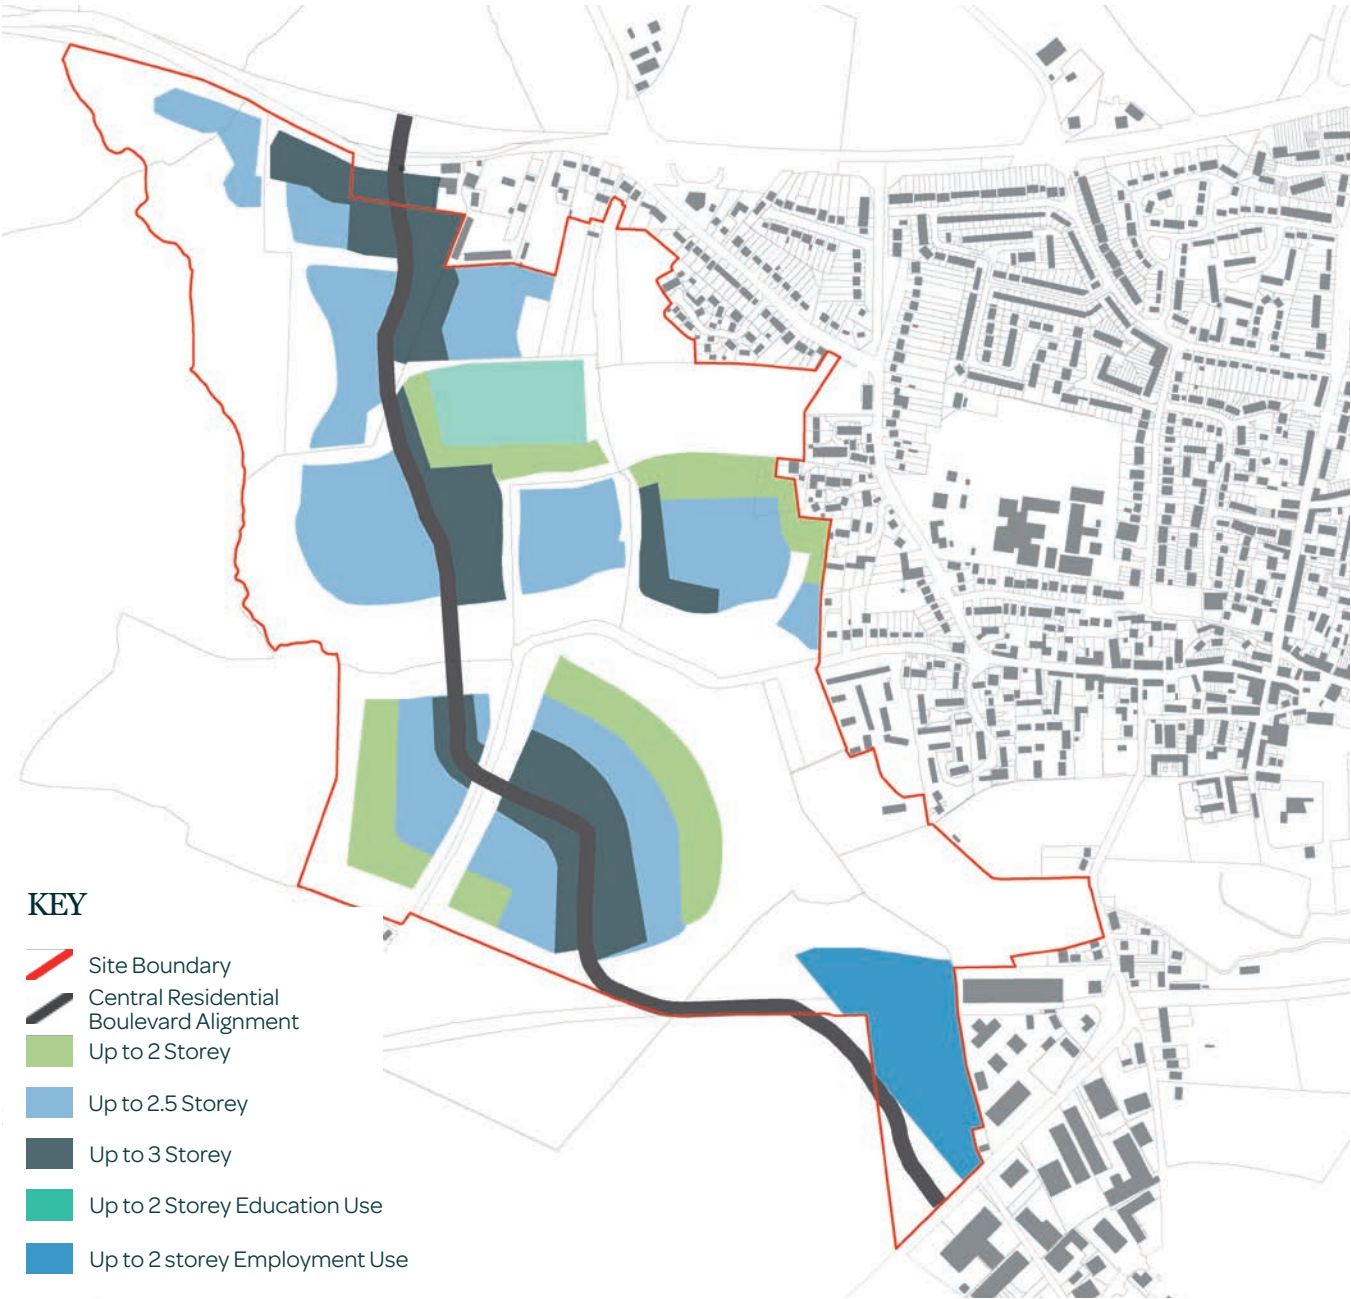 KEY
Site Boundary
Central Residential
Boulevard Alignment
Up to 2 Storey
Up to 2.5 Storey
Up to 3 Storey
Up to 2 Storey Education Use
Up to 2 storey Employment Use